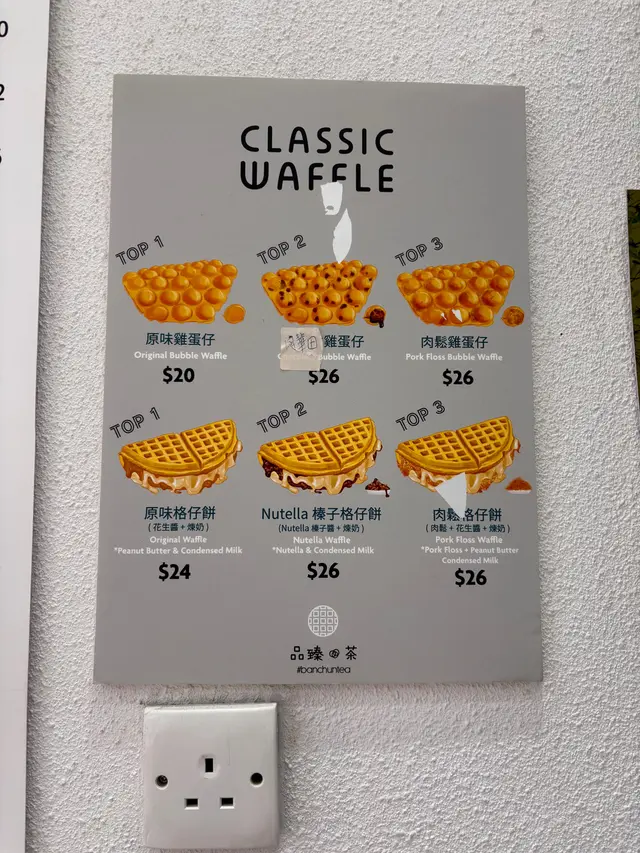 CLASSIC
WAFFLE
TOP 1
TOP 2
TOP 3
原味雞蛋仔
雞蛋仔
肉鬆雞蛋仔
Original Bubble Waffle
Bubble Waffle
Pork Floss Bubble Waffle
$20
$26
$26
TOP 1
TOP 2
TOP 3
原味格仔餅
Nutella 榛子格仔餅
肉鬆格仔餅
(花生醬 + 煉奶)
(Nutella 榛子醬 + 煉奶)
(肉鬆 + 花生醬 + 煉奶)
Original Waffle
Nutella Waffle
Pork Floss Waffle
*Peanut Butter & Condensed Milk
*Nutella & Condensed Milk
*Pork Floss + Peanut Butter
Condensed Milk
$24
$26
$26
品臻 茶
#banchuntea